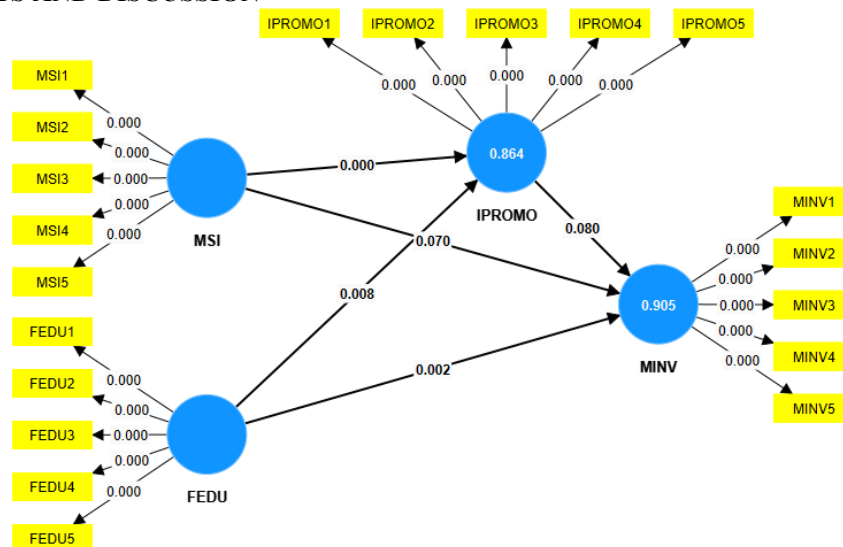 TS AND DISCUSSION
IPROMO1 IPROMO2 IPROMO3 IPROMO4 IPROMO5
0.000 0.000 0.000 0.000 0.000
MSI1
MSI2
MSI3
MSI4
MSI5
0.000
0.000
0.000
0.000
0.000
MSI
0.000
0.864
IPROMO
0.070
0.080
0.008
0.002
MINV1
MINV2
MINV3
MINV4
MINV5
0.000
0.000
0.000
0.000
0.000
0.905
MINV
FEDU1
FEDU2
FEDU3
FEDU4
FEDU5
0.000
0.000
0.000
0.000
0.000
FEDU